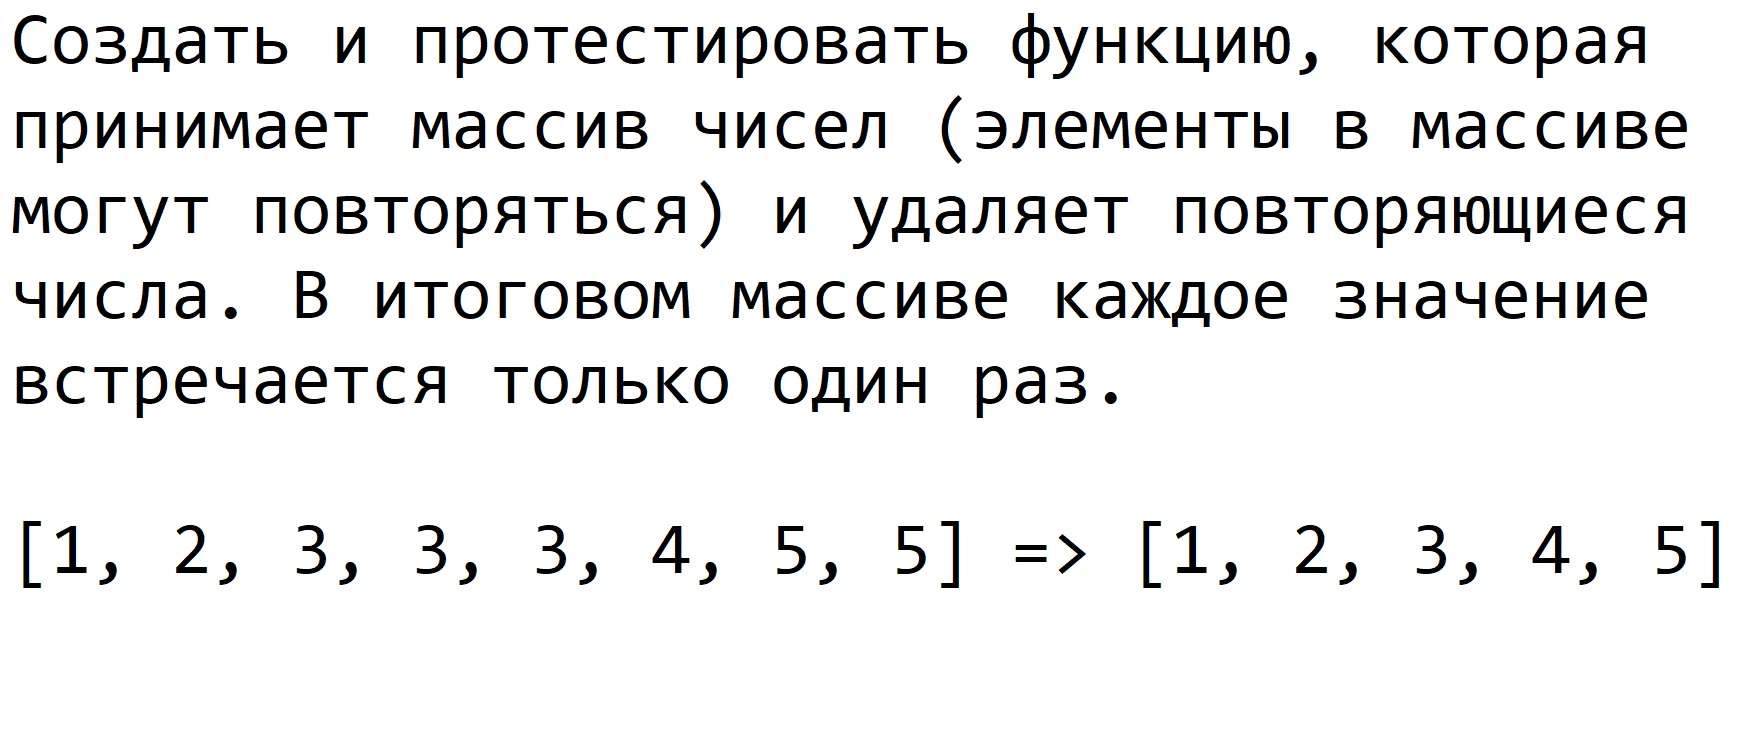 Создать и протестировать функцию, которая
принимает массив чисел (элементы в массиве
могут повторяться) и удаляет повторяющиеся
числа. В итоговом массиве каждое значение
встречается только один раз.
[1, 2, 3, 3, 3, 4, 5, 5] => [1, 2, 3, 4, 5]